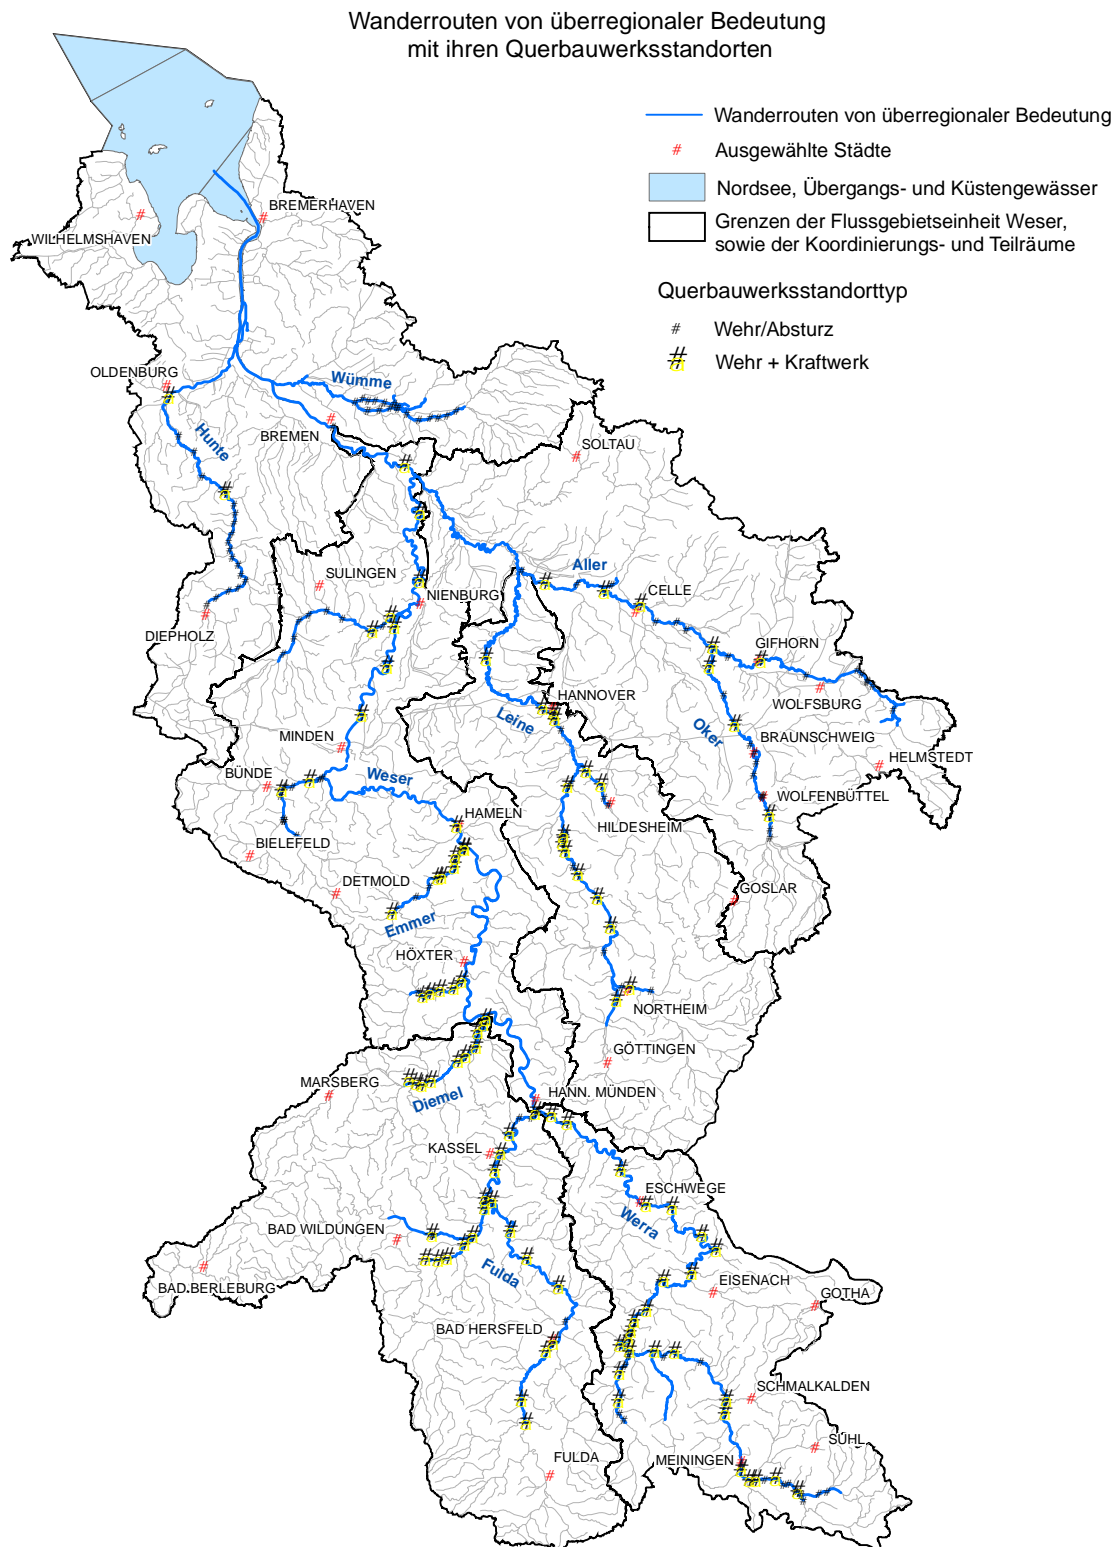 Wanderrouten von überregionaler Bedeutung
mit ihren Querbauwerksstandorten
Wanderrouten von überregionaler Bedeutung
# Ausgewählte Städte
Nordsee, Übergangs- und Küstengewässer
Grenzen der Flussgebietseinheit Weser,
sowie der Koordinierungs- und Teilräume
Querbauwerksstandorttyp
# Wehr/Absturz
Wehr + Kraftwerk
BREMERHAVEN
WILHELMSHAVEN
OLDENBURG
Wümme
BREMEN
Hunte
SOLTAU
Aller
SULINGEN
CELLE
NIENBURG
DIEPHOLZ
GIFHORN
HANNOVER
WOLFSBURG
Leine
Oker
MINDEN
BRAUNSCHWEIG
HELMSTEDT
BÜNDE
Weser
WOLFENBÜTTEL
HAMELN
HILDESHEIM
BIELEFELD
DETMOLD
GOSLAR
Emmer
HÖXTER
NORTHEIM
GÖTTINGEN
MARSBERG
Diemel
HANN. MÜNDEN
KASSEL
ESCHWEGE
Werra
BAD WILDUNGEN
Fulda
EISENACH
BAD.BERLEBURG
GOTHA
BAD HERSFELD
SCHMALKALDEN
SUHL
MEININGEN
FULDA